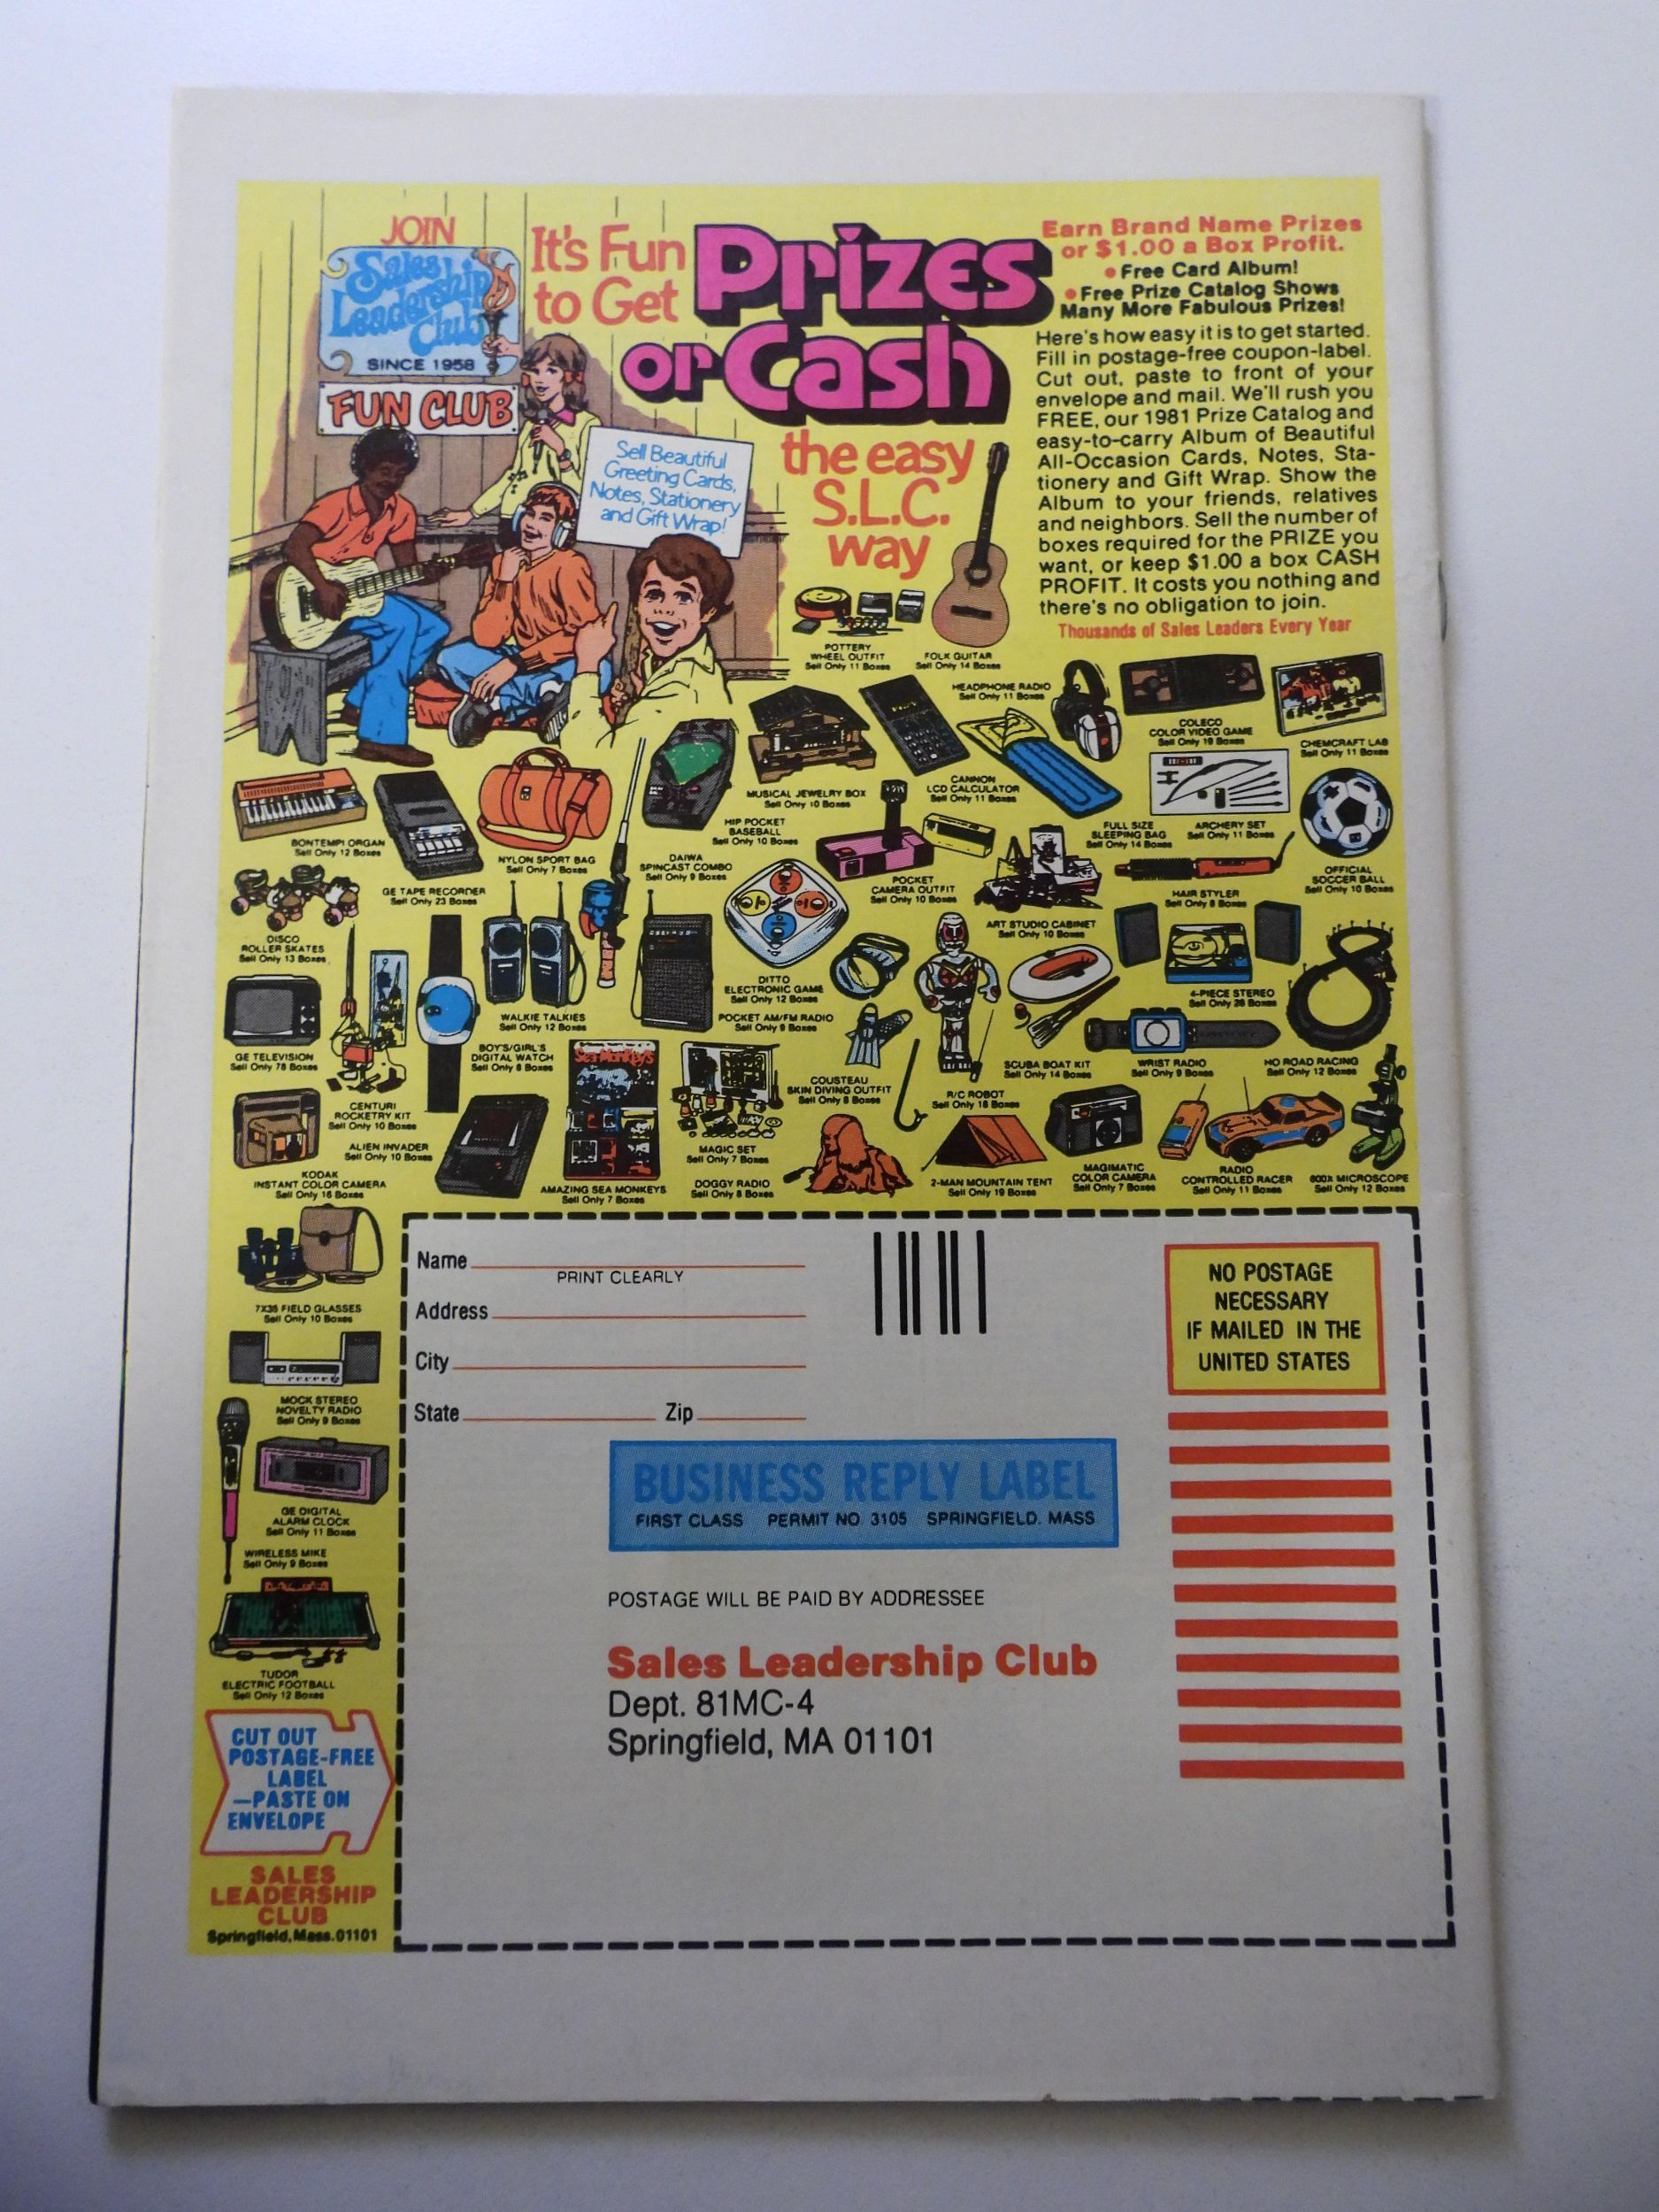 JOIN
Sales
Leadership
Club
SINCE 1958
FUN CLUB
It's Fun
to Get
Prizes
or Cash
the easy
S.L.C.
way
Sell Beautiful
Greeting Cards,
Notes, Stationery
and Gift Wrap!
Earn Brand Name Prizes
or $1.00 a Box Profit.
• Free Card Album!
• Free Prize Catalog Shows
Many More Fabulous Prizes!
Here's how easy it is to get started.
Fill in postage-free coupon-label.
Cut out, paste to front of your
envelope and mail. We'll rush you
FREE, our 1981 Prize Catalog and
easy-to-carry Album of Beautiful
All-Occasion Cards, Notes, Sta-
tionery and Gift Wrap. Show the
Album to your friends, relatives
and neighbors. Sell the number of
boxes required for the PRIZE you
want, or keep $1.00 a box CASH
PROFIT. It costs you nothing and
there's no obligation to join.
Thousands of Sales Leaders Every Year
POTTERY
WHEEL OUTFIT
Sell Only 11 Boxes
FOLK GUITAR
Sell Only 14 Boxes
HEADPHONE RADIO
Sell Only 11 Boxes
COLECO
COLOR VIDEO GAME
Sell Only 19 Boxes
CHEMCRAFT LAB
Sell Only 11 Boxes
MUSICAL JEWELRY BOX
Sell Only 10 Boxes
CANNON
LCD CALCULATOR
Sell Only 11 Boxes
HIP POCKET
BASEBALL
Sell Only 10 Boxes
FULL SIZE
SLEEPING BAG
Sell Only 14 Boxes
ARCHERY SET
Sell Only 11 Boxes
BONTEMPI ORGAN
Sell Only 12 Boxes
NYLON SPORT BAG
Sell Only 7 Boxes
DAIWA
SPINCAST COMBO
Sell Only 9 Boxes
OFFICIAL
SOCCER BALL
Sell Only 10 Boxes
GE TAPE RECORDER
Sell Only 23 Boxes
POCKET
CAMERA OUTFIT
Sell Only 10 Boxes
HAIR STYLER
Sell Only 8 Boxes
ART STUDIO CABINET
Sell Only 10 Boxes
DISCO
ROLLER SKATES
Sell Only 13 Boxes
DITTO
ELECTRONIC GAME
Sell Only 12 Boxes
4-PIECE STEREO
Sell Only 28 Boxes
WALKIE TALKIES
Sell Only 12 Boxes
POCKET AM/FM RADIO
Sell Only 9 Boxes
GE TELEVISION
Sell Only 78 Boxes
BOY'S/GIRL'S
DIGITAL WATCH
Sell Only 8 Boxes
Sea-Monkeys
COUSTEAU
SKIN DIVING OUTFIT
Sell Only 8 Boxes
SCUBA BOAT KIT
Sell Only 14 Boxes
WRIST RADIO
Sell Only 9 Boxes
HO ROAD RACING
Sell Only 12 Boxes
R/C ROBOT
Sell Only 18 Boxes
CENTURI
ROCKETRY KIT
Sell Only 10 Boxes
ALIEN INVADER
Sell Only 10 Boxes
MAGIC SET
Sell Only 7 Boxes
KODAK
INSTANT COLOR CAMERA
Sell Only 16 Boxes
AMAZING SEA MONKEYS
Sell Only 7 Boxes
DOGGY RADIO
Sell Only 8 Boxes
2-MAN MOUNTAIN TENT
Sell Only 19 Boxes
MAGIMATIC
COLOR CAMERA
Sell Only 7 Boxes
RADIO
CONTROLLED RACER
Sell Only 11 Boxes
600X MICROSCOPE
Sell Only 12 Boxes
7X35 FIELD GLASSES
Sell Only 10 Boxes
MOCK STEREO
NOVELTY RADIO
Sell Only 9 Boxes
GE DIGITAL
ALARM CLOCK
Sell Only 11 Boxes
WIRELESS MIKE
Sell Only 9 Boxes
TUDOR
ELECTRIC FOOTBALL
Sell Only 12 Boxes
CUT OUT
POSTAGE-FREE
LABEL
—PASTE ON
ENVELOPE
SALES
LEADERSHIP
CLUB
Springfield, Mass. 01101
Name
PRINT CLEARLY
Address
City
State Zip
NO POSTAGE
NECESSARY
IF MAILED IN THE
UNITED STATES
BUSINESS REPLY LABEL
FIRST CLASS PERMIT NO. 3105 SPRINGFIELD. MASS
POSTAGE WILL BE PAID BY ADDRESSEE
Sales Leadership Club
Dept. 81MC-4
Springfield, MA 01101